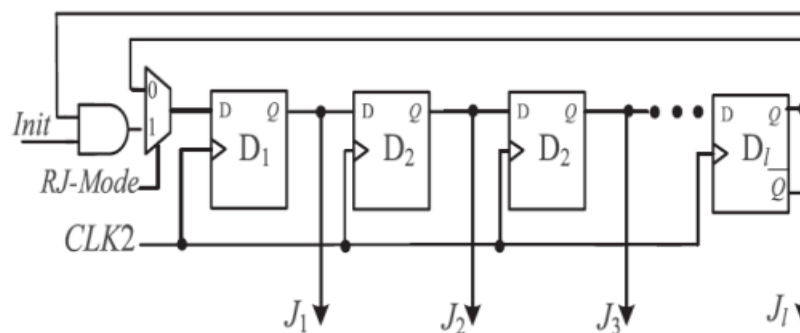 0
D Q D Q D Q D Q
Init 1 D₁ D₂ D₂ Dₗ
RJ-Mode Q̅
CLK2
J₁ J₂ J₃ Jₗ